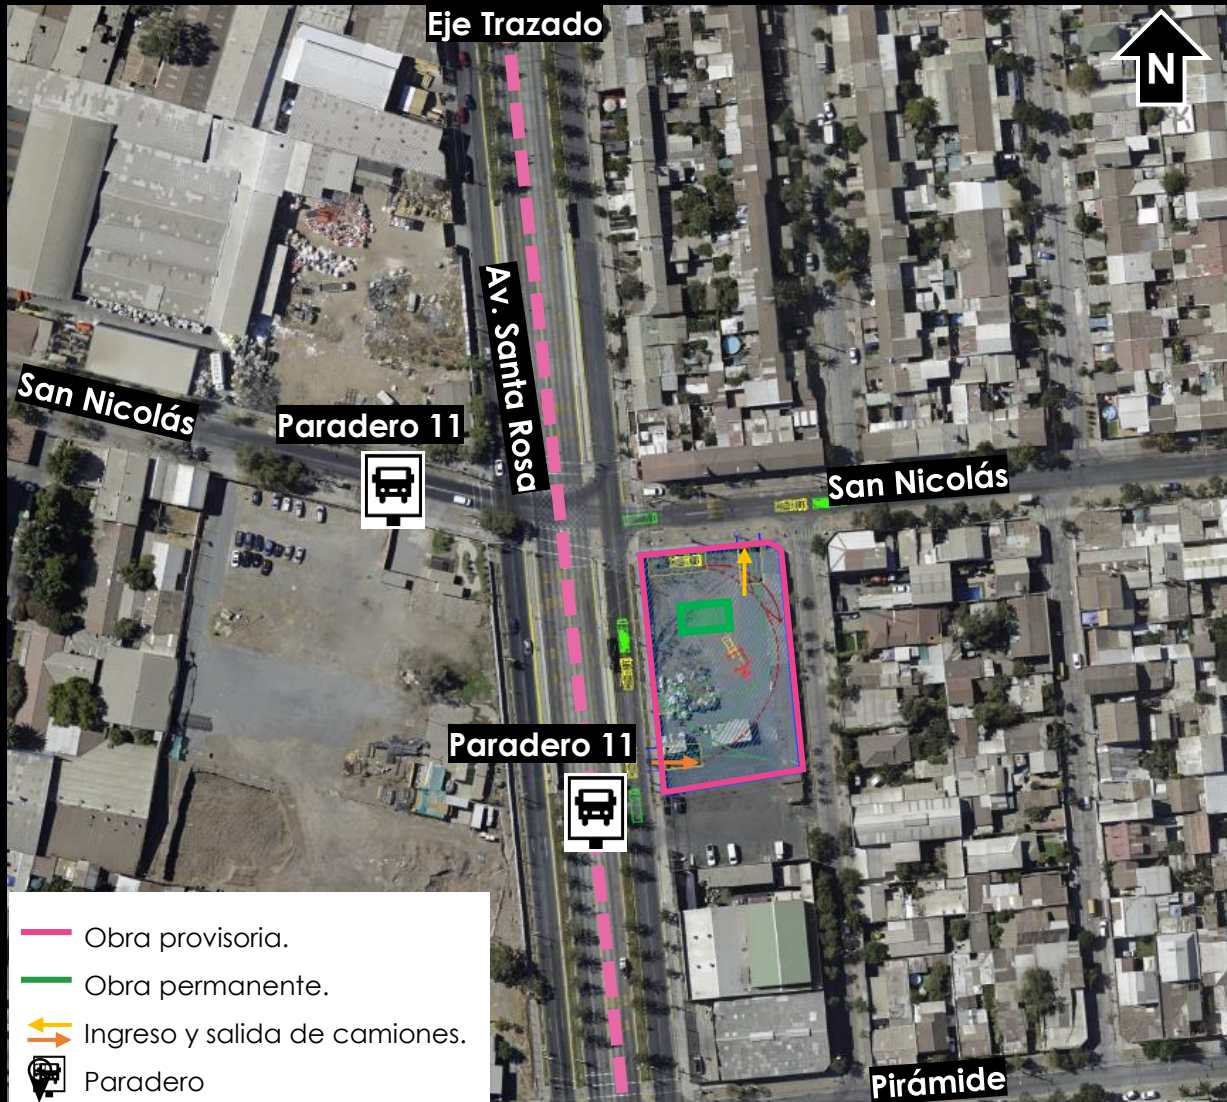 Eje Trazado
N
Av. Santa Rosa
San Nicolás
Paradero 11
San Nicolás
Paradero 11
Obra provisoria.
Obra permanente.
Ingreso y salida de camiones.
Paradero
Pirámide